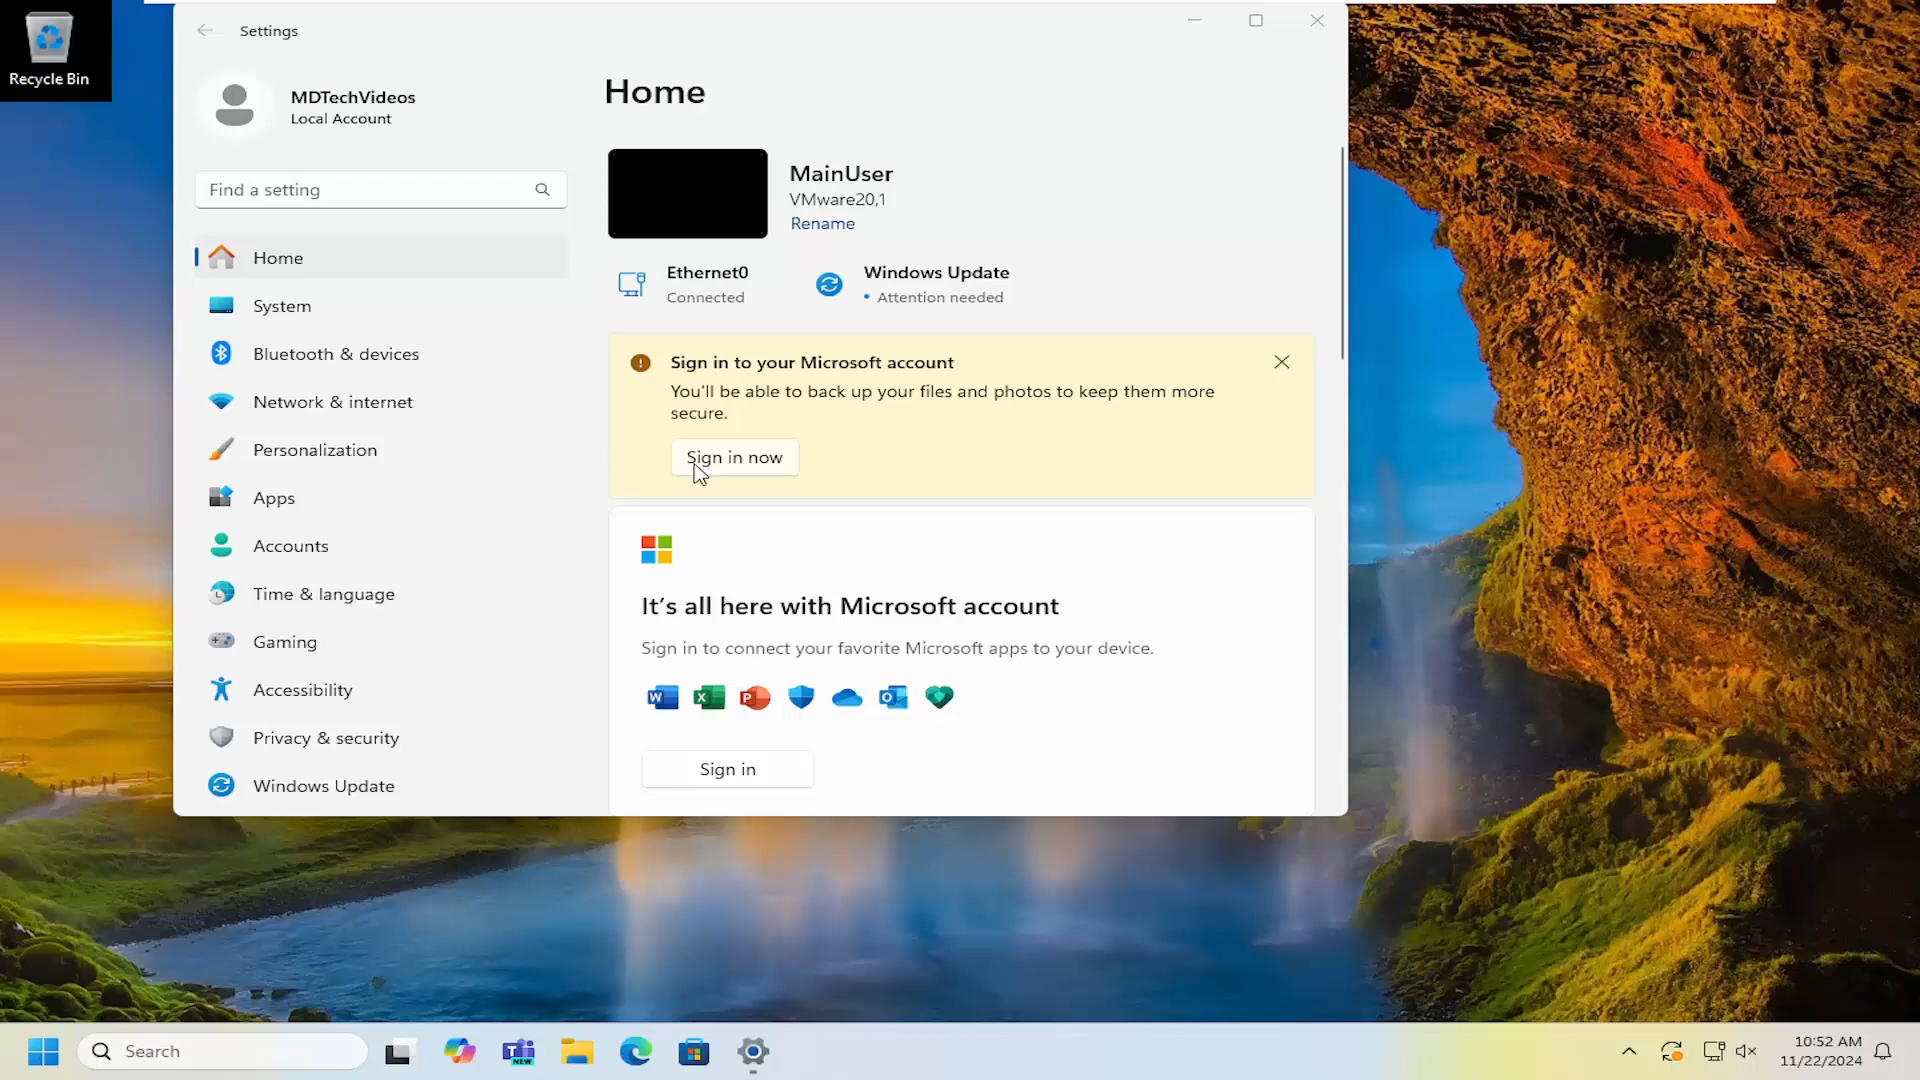 Recycle Bin
Settings
MDTechVideos
Local Account
Find a setting
Home
System
Bluetooth & devices
Network & internet
Personalization
Apps
Accounts
Time & language
Gaming
Accessibility
Privacy & security
Windows Update
Home
MainUser
VMware20,1
Rename
Ethernet0
Connected
Windows Update
• Attention needed
Sign in to your Microsoft account
You'll be able to back up your files and photos to keep them more
secure.
Sign in now
It's all here with Microsoft account
Sign in to connect your favorite Microsoft apps to your device.
W X P O
Sign in
Search
NEW
10:52 AM
11/22/2024